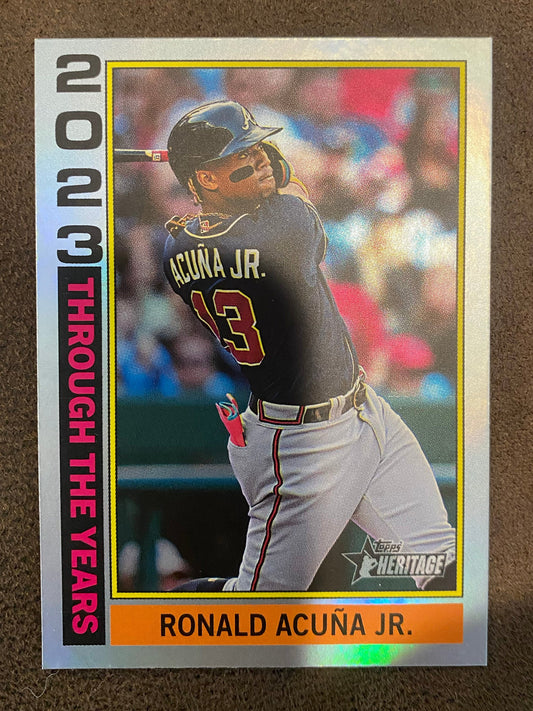 2023
THROUGH THE YEARS
A
ACUÑA JR.
13
Topps
HERITAGE
RONALD ACUÑA JR.